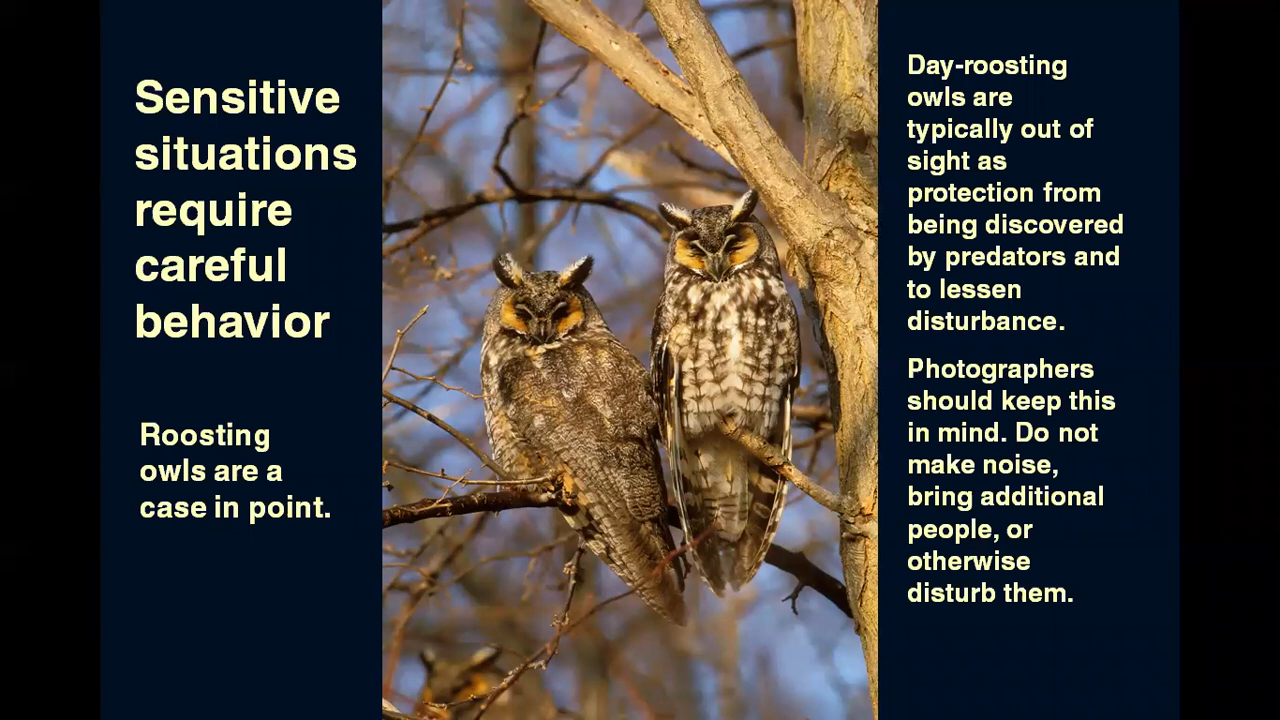 Sensitive
situations
require
careful
behavior
Roosting
owls are a
case in point.
Day-roosting
owls are
typically out of
sight as
protection from
being discovered
by predators and
to lessen
disturbance.
Photographers
should keep this
in mind. Do not
make noise,
bring additional
people, or
otherwise
disturb them.